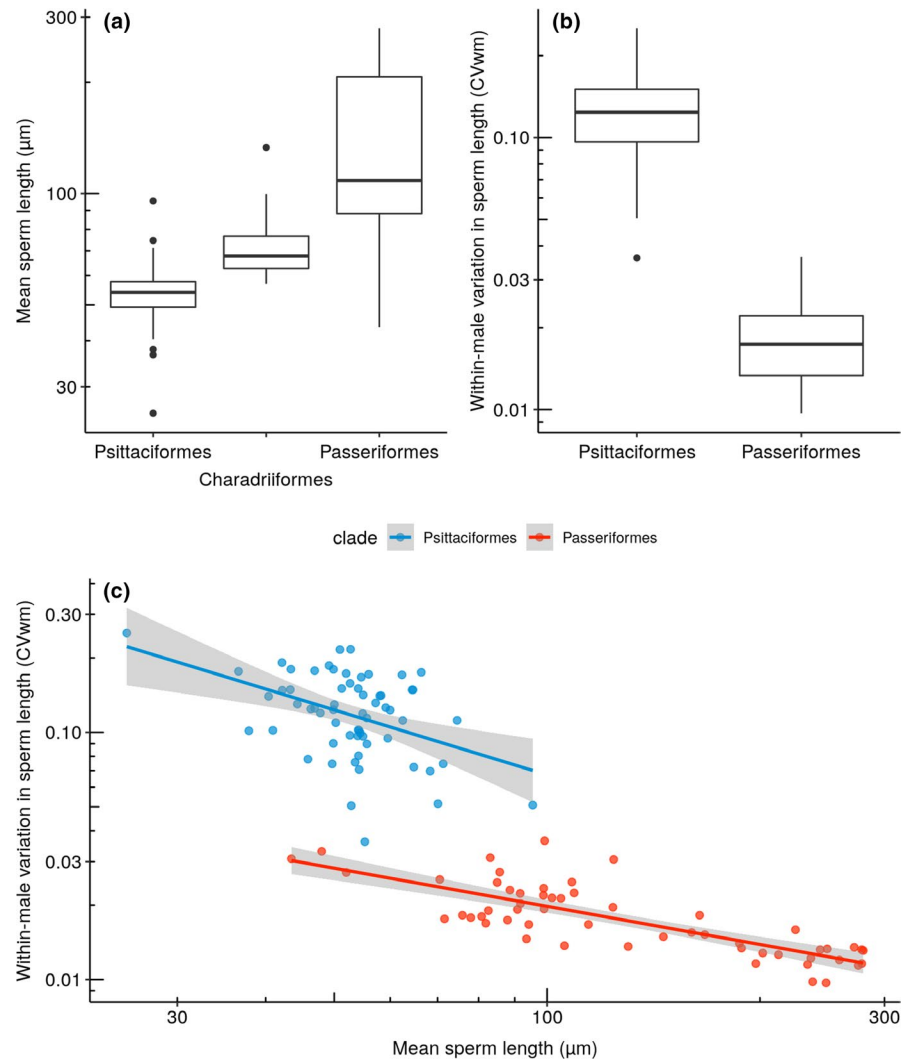 (a)
300
100
30
Mean sperm length (µm)
Psittaciformes
Charadriiformes
Passeriformes
(b)
0.10
0.03
0.01
Within-male variation in sperm length (CVwm)
Psittaciformes
Passeriformes
clade Psittaciformes Passeriformes
(c)
0.30
0.10
0.03
0.01
Within-male variation in sperm length (CVwm)
30
100
300
Mean sperm length (µm)